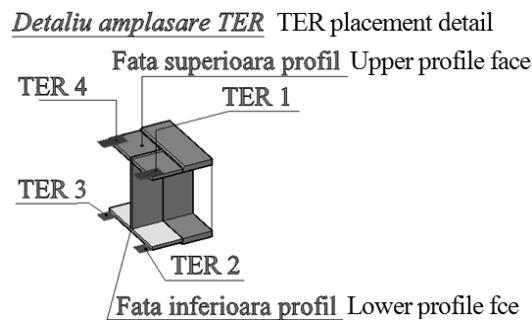 Detaliu amplasare TER TER placement detail
Fata superioara profil Upper profile face
TER 4
TER 1
TER 3
TER 2
Fata inferioara profil Lower profile fce